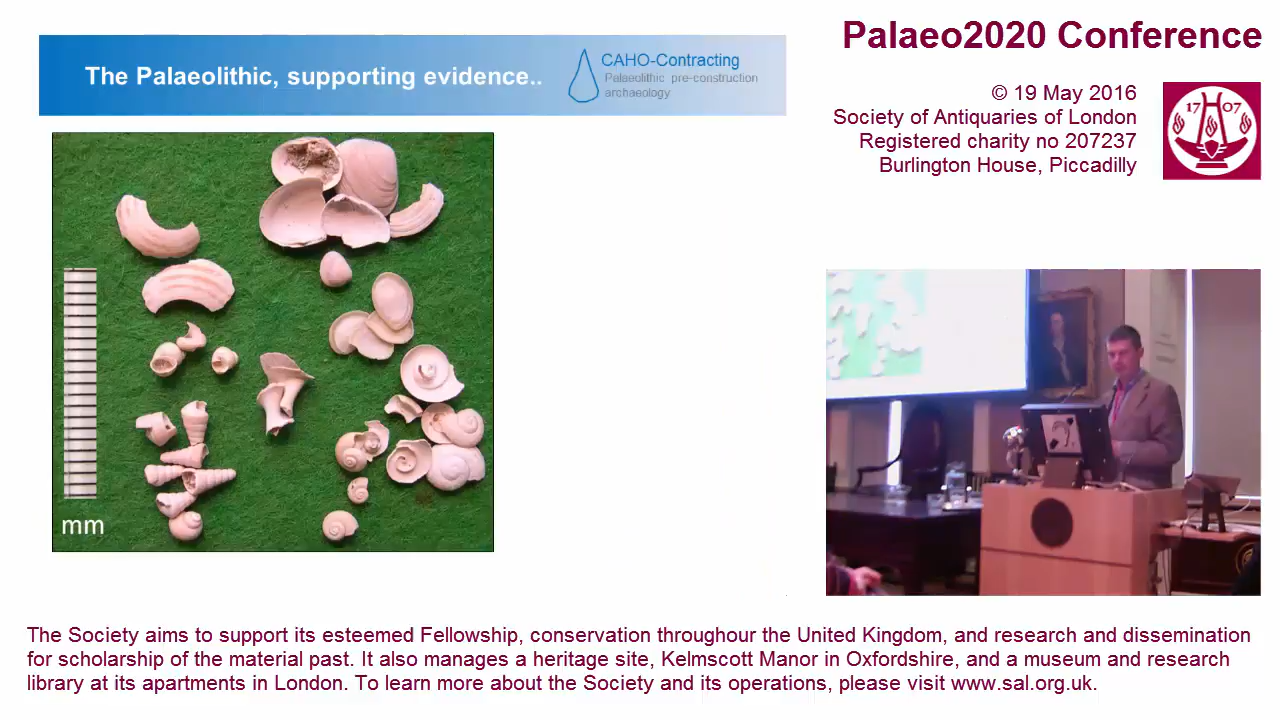 Palaeo2020 Conference
The Palaeolithic, supporting evidence..
CAHO-Contracting
Palaeolithic pre-construction
archaeology
© 19 May 2016
Society of Antiquaries of London
Registered charity no 207237
Burlington House, Piccadilly
17 07
mm
The Society aims to support its esteemed Fellowship, conservation throughour the United Kingdom, and research and dissemination
for scholarship of the material past. It also manages a heritage site, Kelmscott Manor in Oxfordshire, and a museum and research
library at its apartments in London. To learn more about the Society and its operations, please visit www.sal.org.uk.